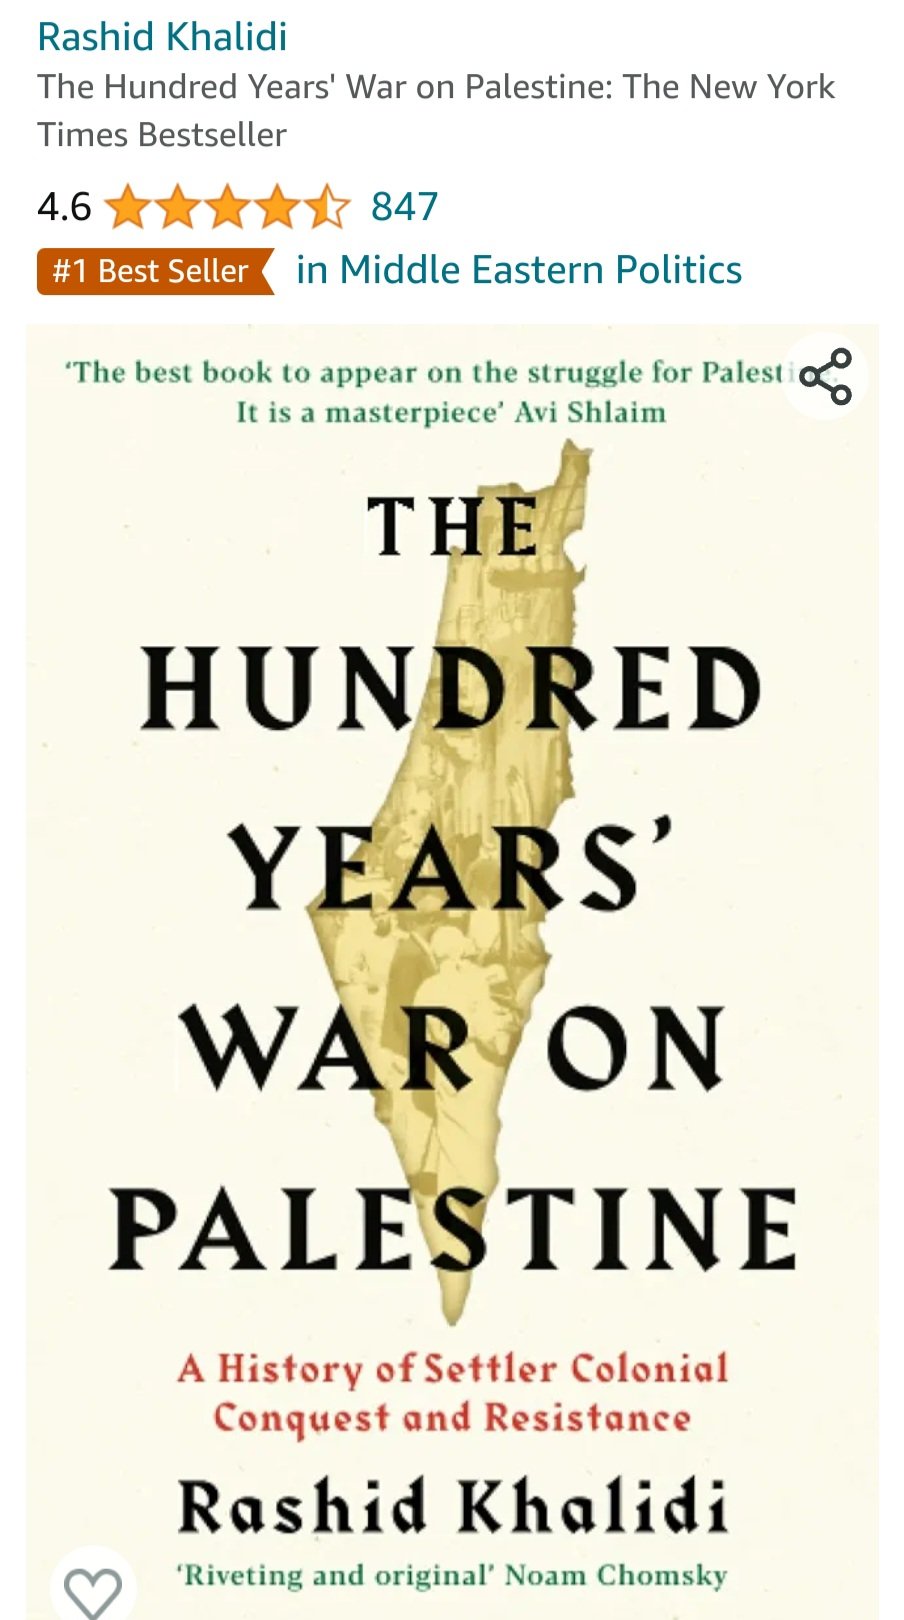 Rashid Khalidi
The Hundred Years' War on Palestine: The New York
Times Bestseller
4.6 847
#1 Best Seller in Middle Eastern Politics
‘The best book to appear on the struggle for
It is a masterpiece’ Avi Shlaim
THE
HUNDRED
YEARS’
WAR ON
PALESTINE
A History of Settler Colonial
Conquest and Resistance
Rashid Khalidi
‘Riveting and original’ Noam Chomsky